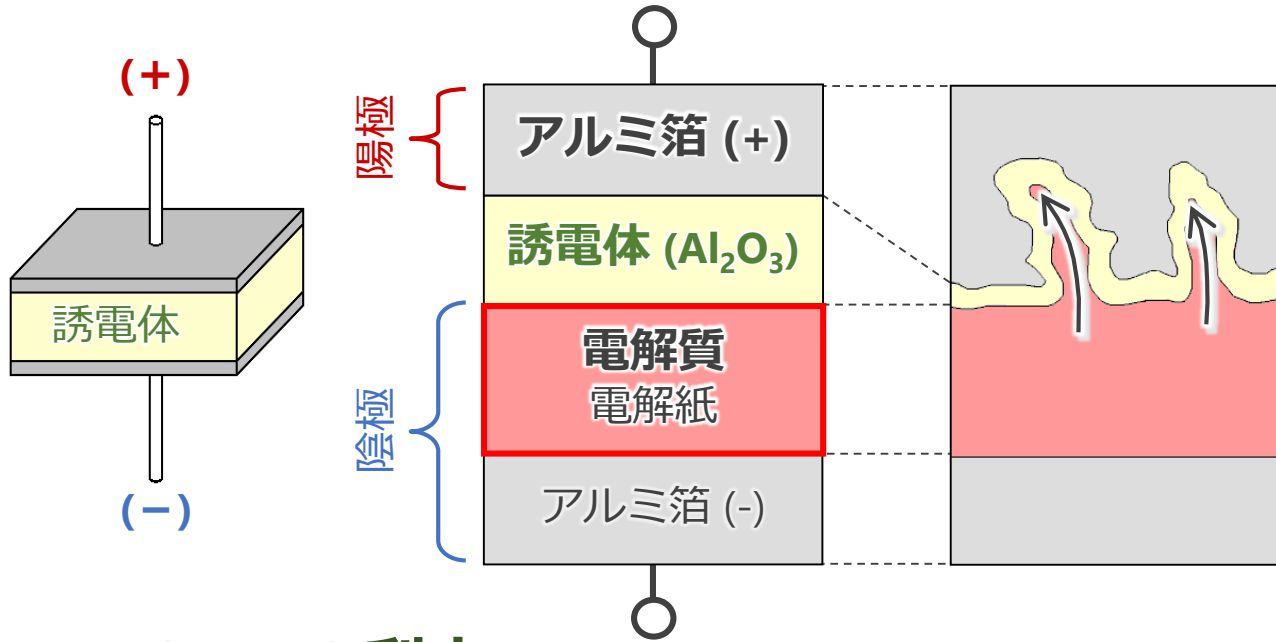 (+)
誘電体
(−)
陽極
アルミ箔 (+)
誘電体 (Al₂O₃)
陰極
電解質
電解紙
アルミ箔 (-)